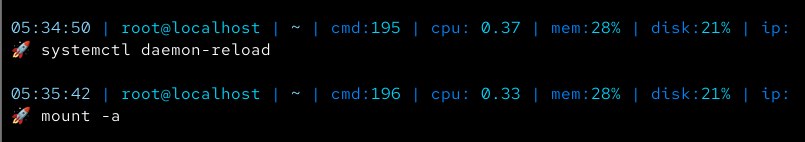 05:34:50 | root@localhost | ~ | cmd:195 | cpu: 0.37 | mem:28% | disk:21% | ip:
🚀 systemctl daemon-reload
05:35:42 | root@localhost | ~ | cmd:196 | cpu: 0.33 | mem:28% | disk:21% | ip:
🚀 mount -a